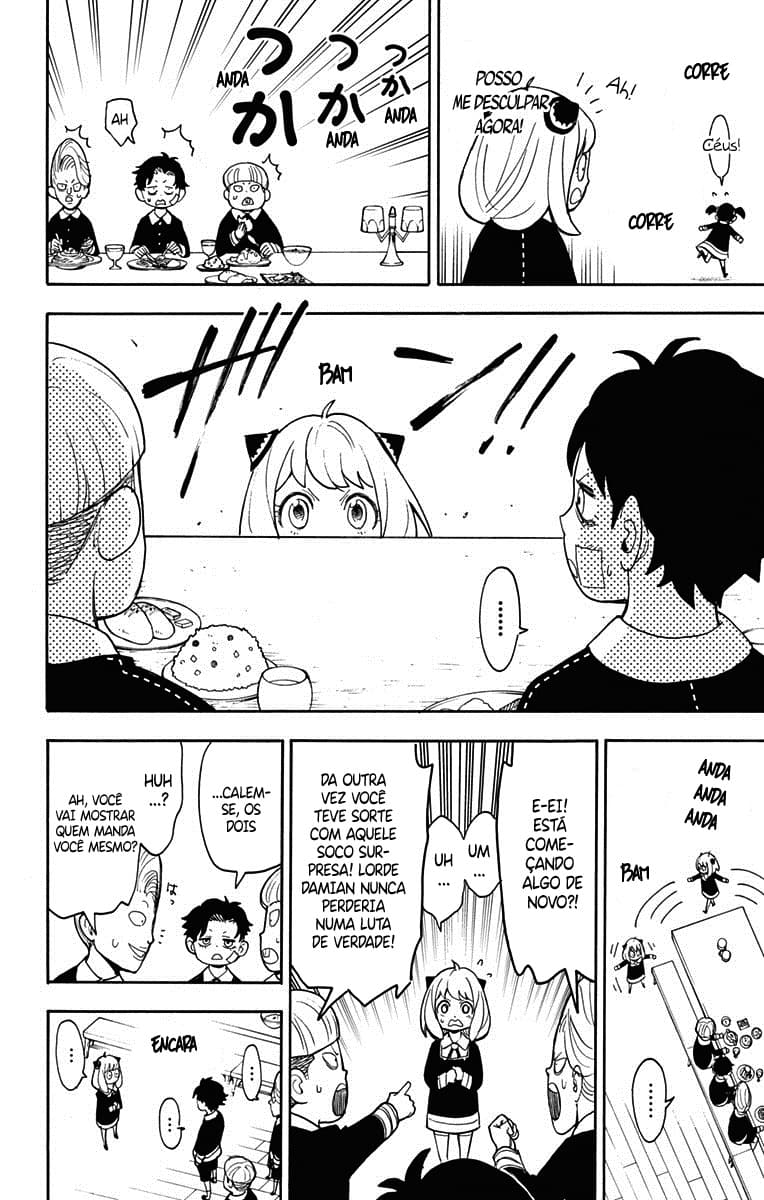 CORRE
Céus!
CORRE
Ah!
POSSO
ME DESCULPAR
AGORA!
つかつかつか
ANDA
ANDA
ANDA
AH
BAM
......
ANDA
ANDA
ANDA
BAM
......
E-EI!
ESTÁ
COME-
ÇANDO
ALGO DE
NOVO?!
UM
...
UH
...
DA OUTRA
VEZ VOCÊ
TEVE SORTE
COM AQUELE
SOCO SUR-
PRESA! LORDE
DAMIAN NUNCA
PERDERIA
NUMA LUTA
DE VERDADE!
...CALEM-
SE, OS
DOIS
HUH
...?
AH, VOCÊ
VAI MOSTRAR
QUEM MANDA
VOCÊ MESMO?
はっ
ENCARA
...
...